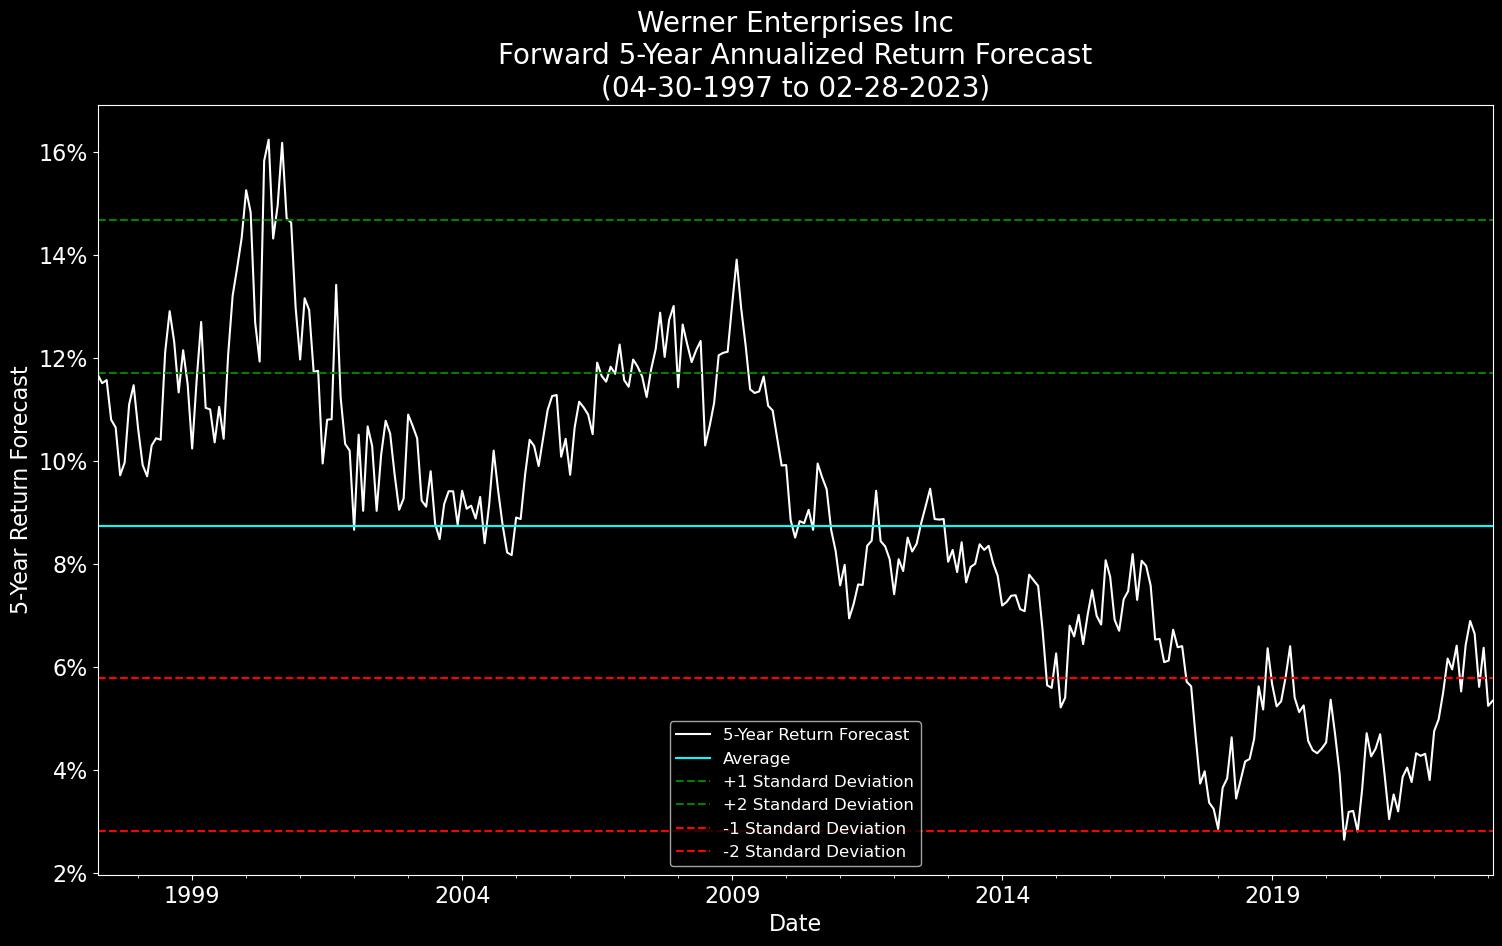 Werner Enterprises Inc
Forward 5-Year Annualized Return Forecast
(04-30-1997 to 02-28-2023)
5-Year Return Forecast
16%
14%
12%
10%
8%
6%
4%
2%
5-Year Return Forecast
Average
+1 Standard Deviation
+2 Standard Deviation
-1 Standard Deviation
-2 Standard Deviation
1999 2004 2009 2014 2019
Date